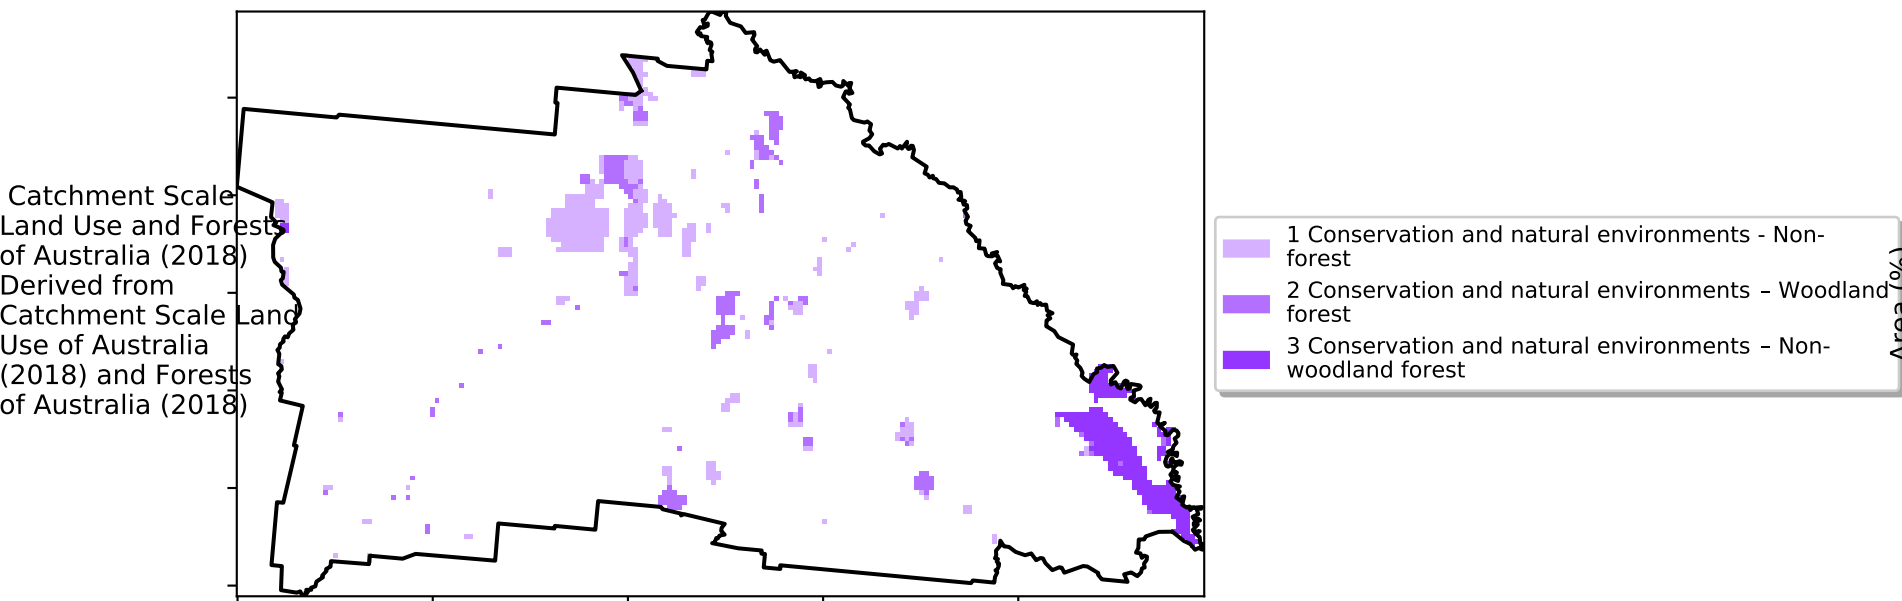 Catchment Scale
Land Use and Forests
of Australia (2018)
Derived from
Catchment Scale Land
Use of Australia
(2018) and Forests
of Australia (2018)
1 Conservation and natural environments - Non-
forest
2 Conservation and natural environments – Woodland
forest
3 Conservation and natural environments – Non-
woodland forest
Area (%)